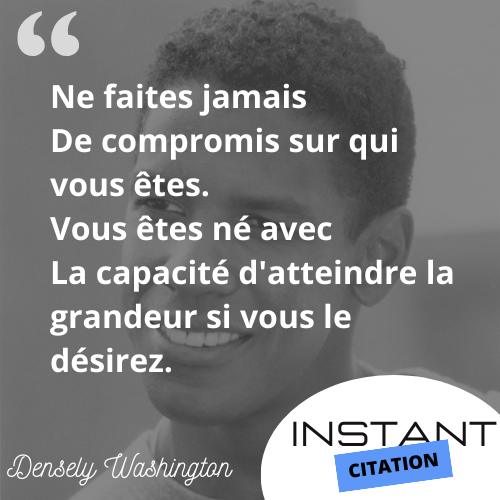 “
Ne faites jamais
De compromis sur qui
vous êtes.
Vous êtes né avec
La capacité d'atteindre la
grandeur si vous le
désirez.
Densely Washington
INSTANT
CITATION